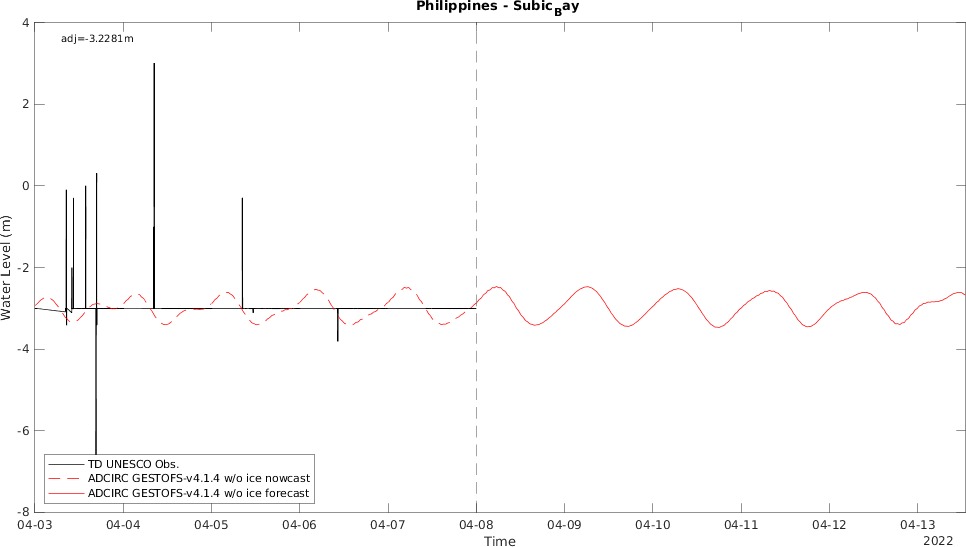 Philippines - Subic_Bay
adj=-3.2281m
4
2
0
-2
-4
-6
-8
Water Level (m)
TD UNESCO Obs.
ADCIRC GESTOFS-v4.1.4 w/o ice nowcast
ADCIRC GESTOFS-v4.1.4 w/o ice forecast
04-03 04-04 04-05 04-06 04-07 04-08 04-09 04-10 04-11 04-12 04-13
Time
2022